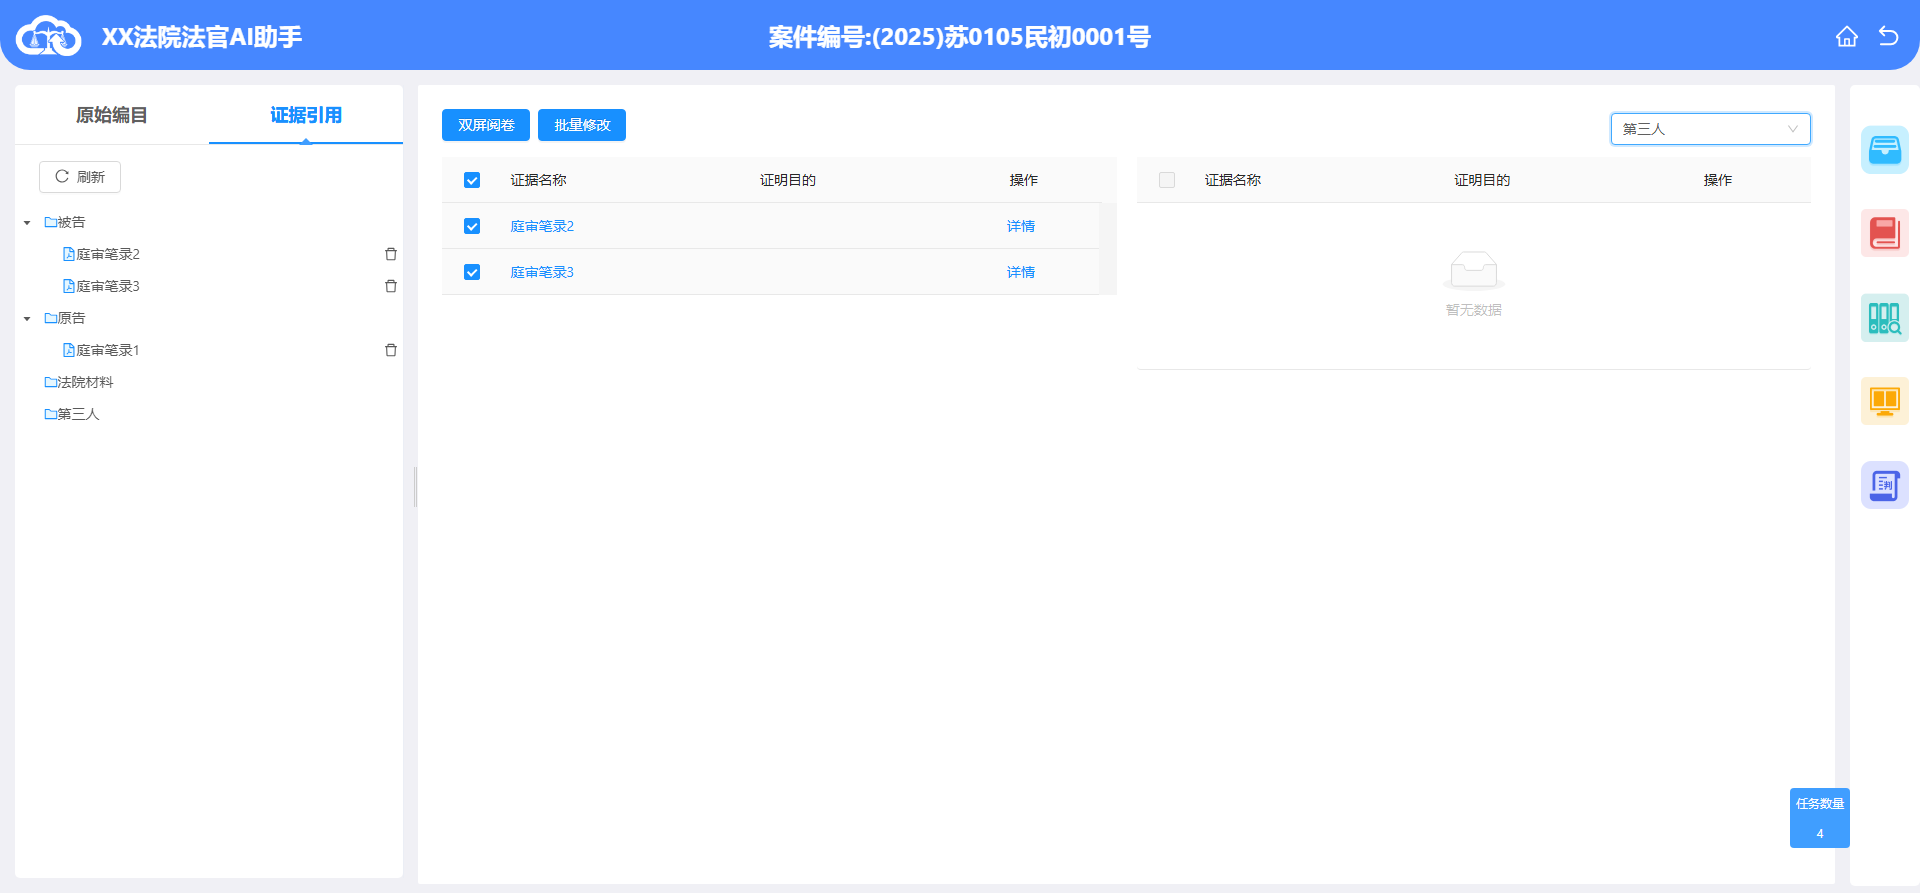 XX法院法官AI助手
案件编号:(2025)苏0105民初0001号
原始编目
证据引用
刷新
被告
庭审笔录2
庭审笔录3
原告
庭审笔录1
法院材料
第三人
双屏阅卷
批量修改
第三人
证据名称 证明目的 操作
庭审笔录2 详情
庭审笔录3 详情
证据名称 证明目的 操作
暂无数据
判
任务数量
4